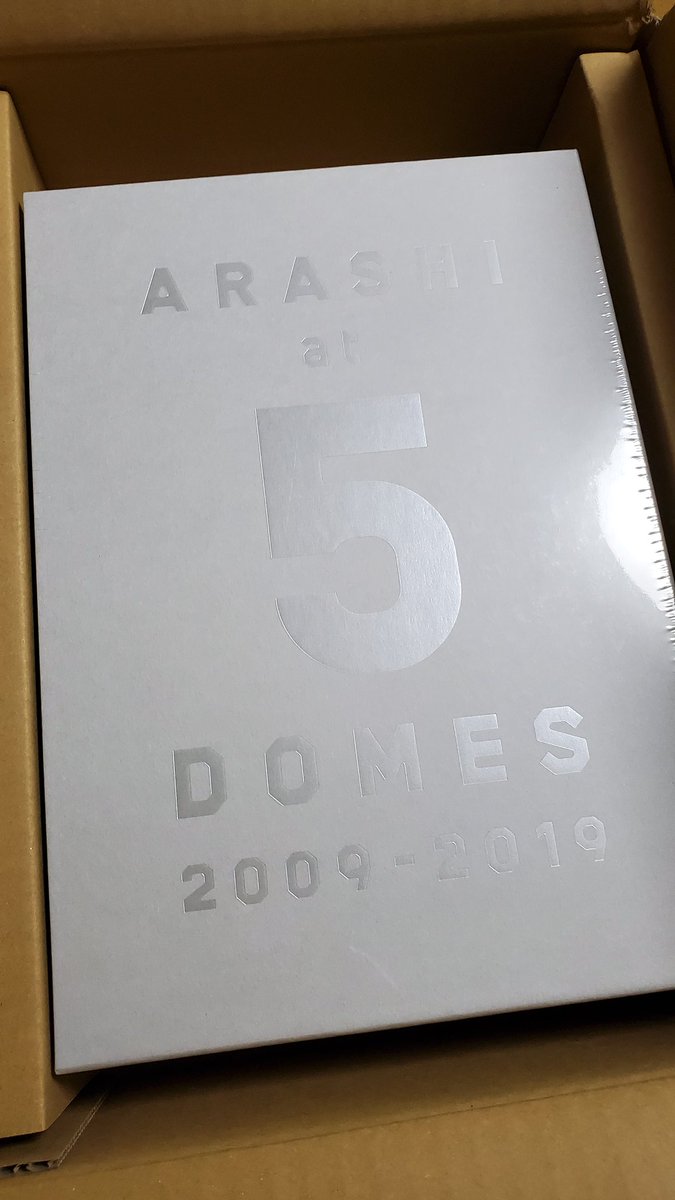 ARASHI
at
5
DOMES
2009-2019